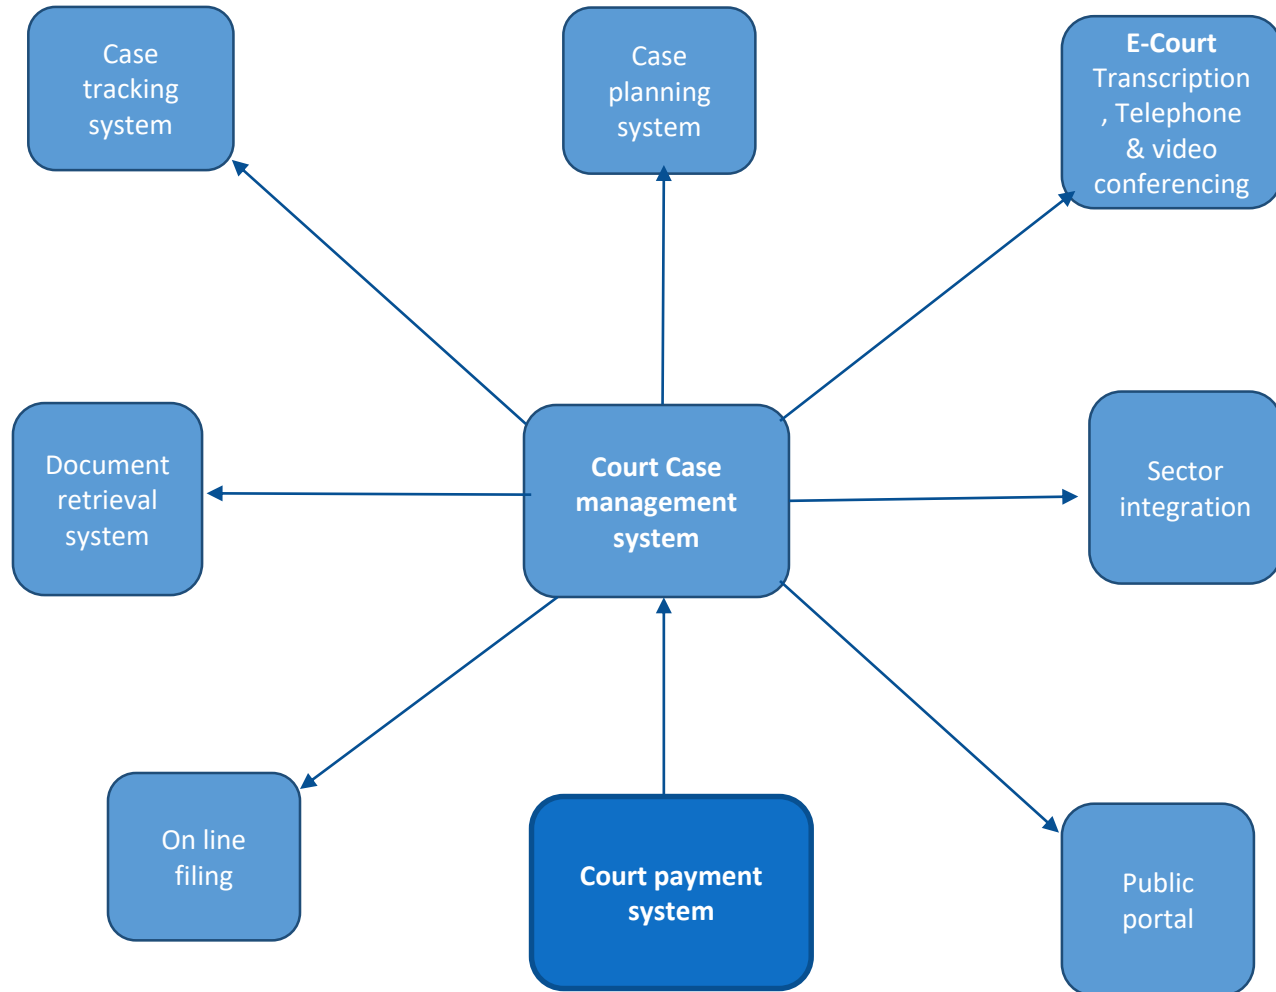 Case
tracking
system
Case
planning
system
E-Court
Transcription
, Telephone
& video
conferencing
Document
retrieval
system
Court Case
management
system
Sector
integration
On line
filing
Court payment
system
Public
portal